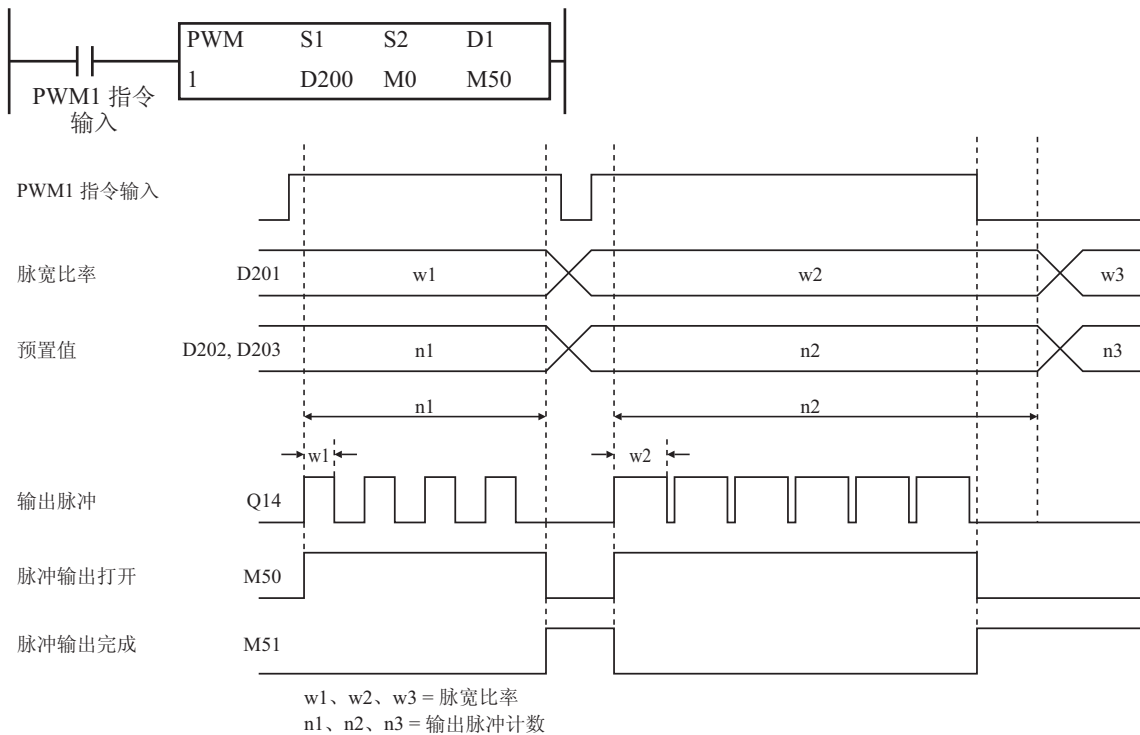 PWM S1 S2 D1
1 D200 M0 M50
PWM1 指令
输入
PWM1 指令输入
脉宽比率 D201 w1 w2 w3
预置值 D202, D203 n1 n2 n3
n1 n2
w1 w2
输出脉冲 Q14
脉冲输出打开 M50
脉冲输出完成 M51
w1、w2、w3 = 脉宽比率
n1、n2、n3 = 输出脉冲计数